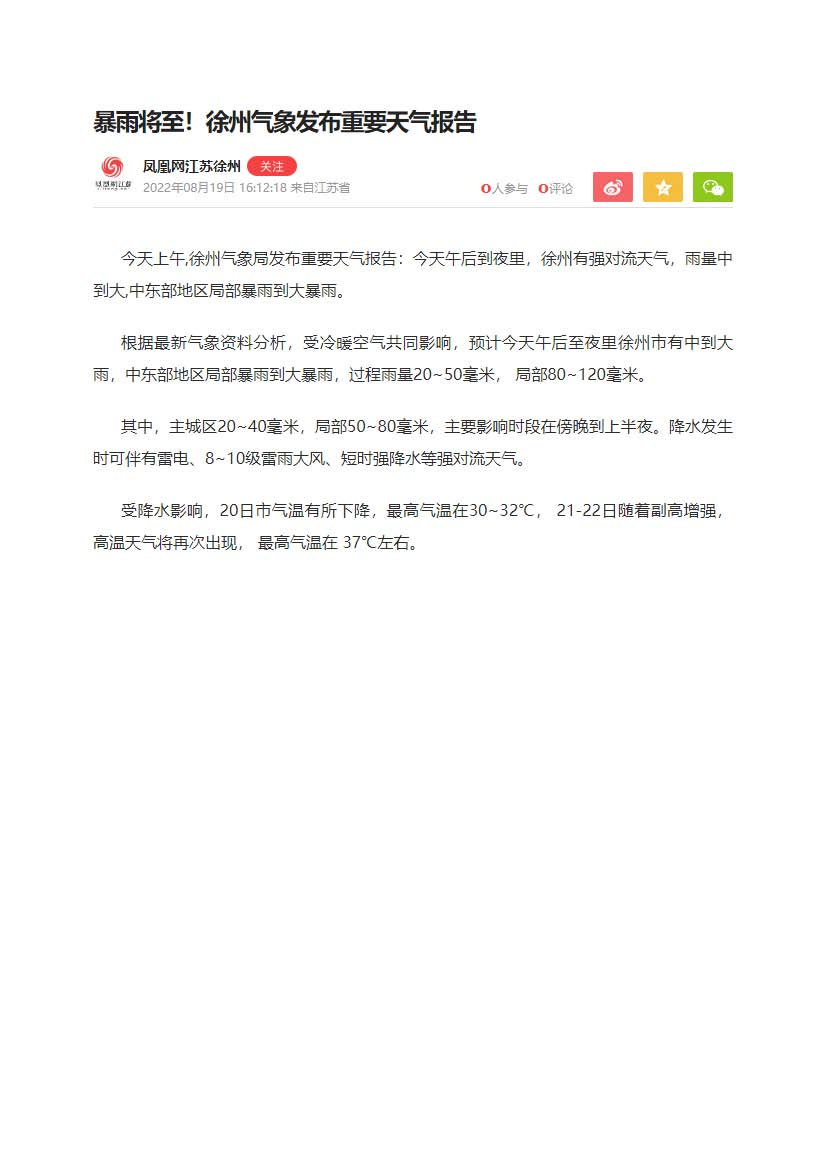 暴雨将至！徐州气象发布重要天气报告
凤凰网江苏徐州 关注
2022年08月19日 16:12:18 来自江苏省
0人参与 0评论
今天上午,徐州气象局发布重要天气报告：今天午后到夜里，徐州有强对流天气，雨量中
到大,中东部地区局部暴雨到大暴雨。
根据最新气象资料分析，受冷暖空气共同影响，预计今天午后至夜里徐州市有中到大
雨，中东部地区局部暴雨到大暴雨，过程雨量20~50毫米， 局部80~120毫米。
其中，主城区20~40毫米，局部50~80毫米，主要影响时段在傍晚到上半夜。降水发生
时可伴有雷电、8~10级雷雨大风、短时强降水等强对流天气。
受降水影响，20日市气温有所下降，最高气温在30~32℃， 21-22日随着副高增强，
高温天气将再次出现， 最高气温在 37℃左右。